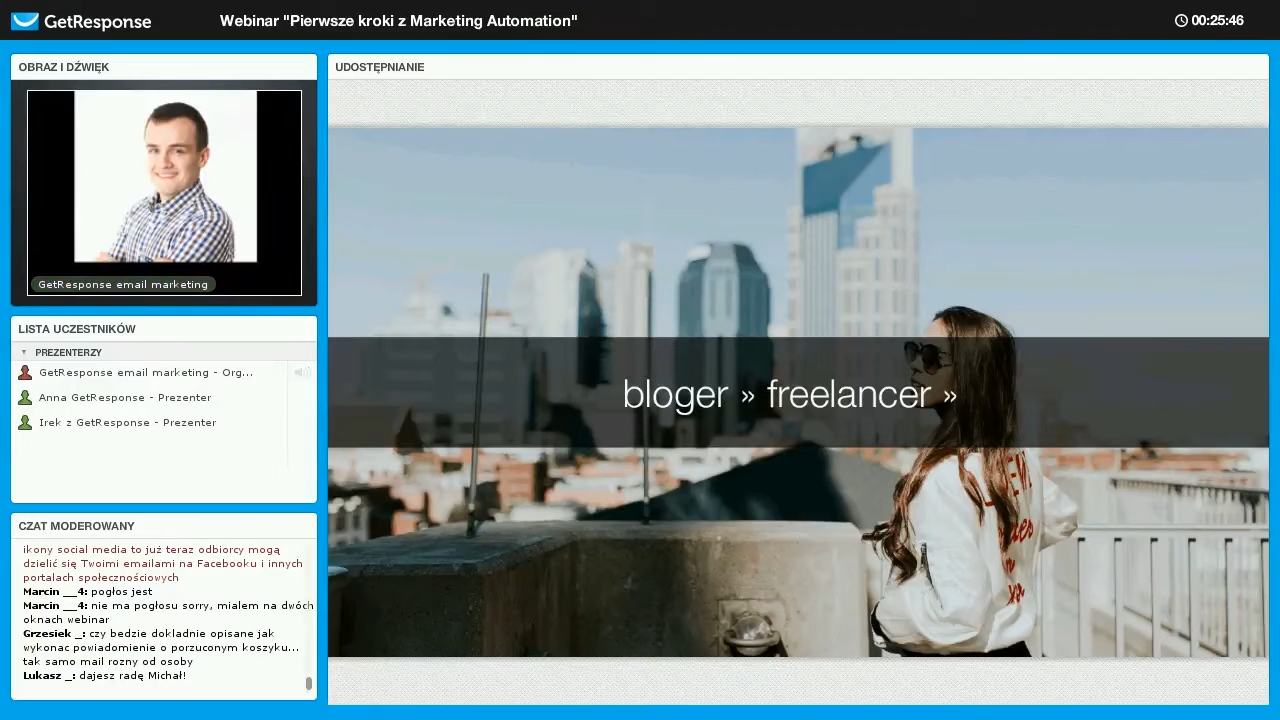 GetResponse
Webinar "Pierwsze kroki z Marketing Automation"
00:25:46
OBRAZ I DŹWIĘK
GetResponse email marketing
LISTA UCZESTNIKÓW
PREZENTERZY
GetResponse email marketing - Org...
Anna GetResponse - Prezenter
Irek z GetResponse - Prezenter
CZAT MODEROWANY
ikony social media to już teraz odbiorcy mogą
dzielić się Twoimi emailami na Facebooku i innych
portalach społecznościowych
Marcin __4: pogłos jest
Marcin __4: nie ma pogłosu sorry, mialem na dwóch
oknach webinar
Grzesiek _: czy bedzie dokladnie opisane jak
wykonac powiadomienie o porzuconym koszyku...
tak samo mail rozny od osoby
Lukasz _: dajesz radę Michał!
UDOSTĘPNIANIE
bloger » freelancer »